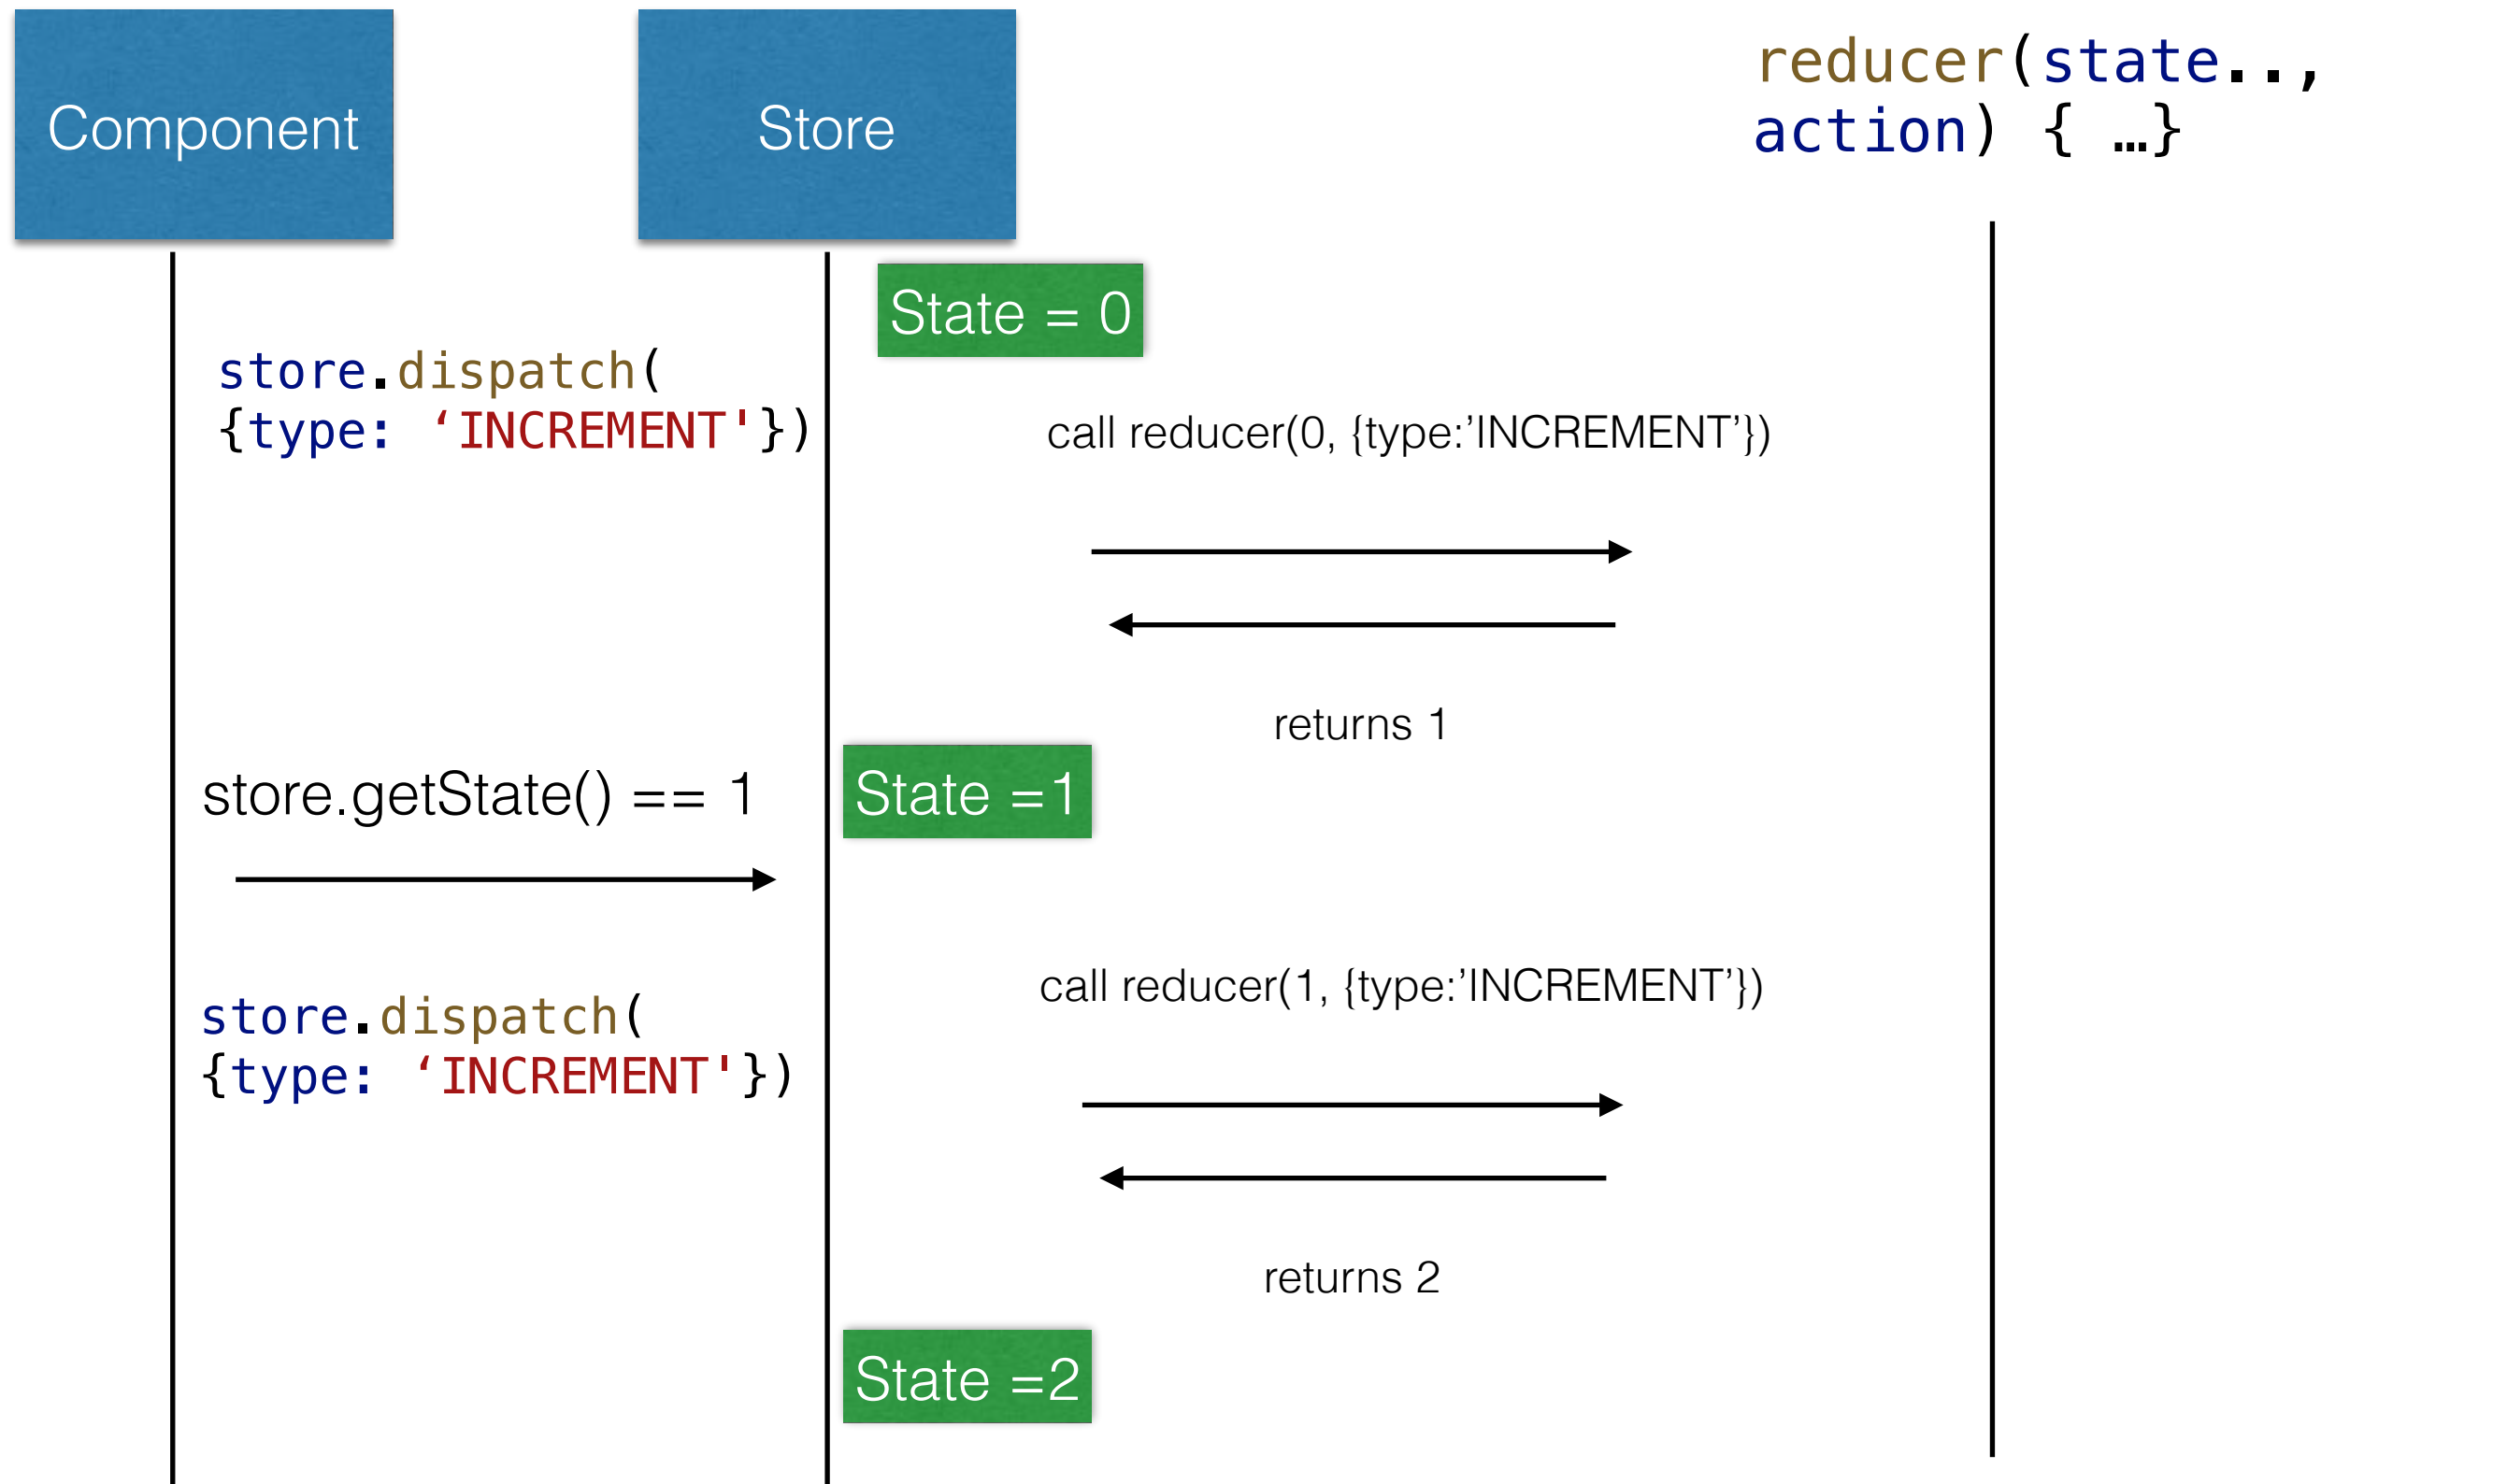 Component
Store
reducer(state..,
action) { …}
State = 0
store.dispatch(
{type: ‘INCREMENT'})
call reducer(0, {type:’INCREMENT’})
returns 1
store.getState() == 1
State =1
call reducer(1, {type:’INCREMENT’})
store.dispatch(
{type: ‘INCREMENT'})
returns 2
State =2